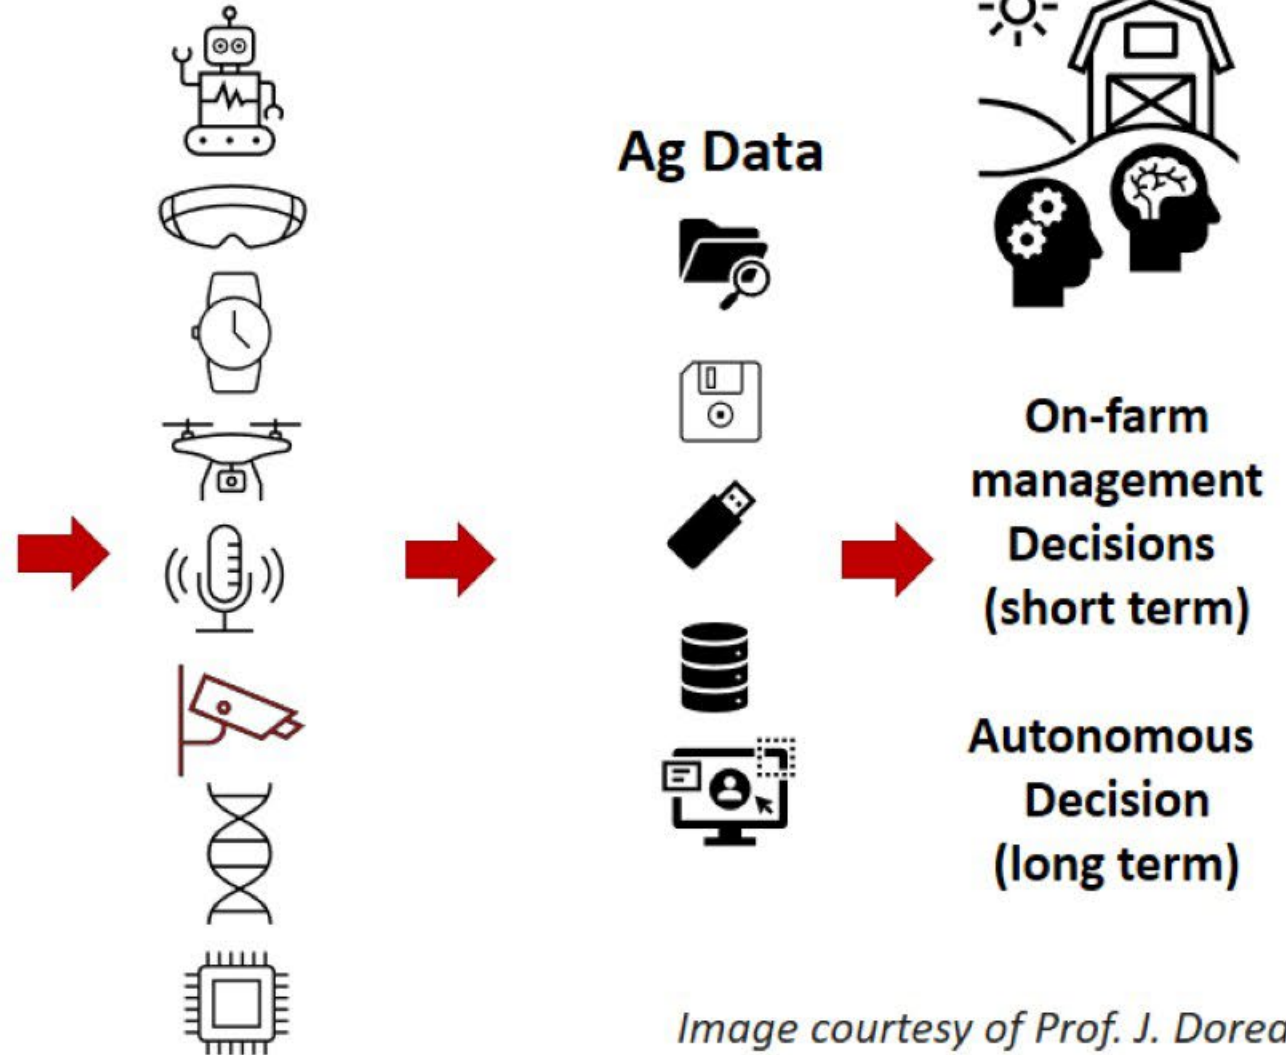 Ag Data
On-farm
management
Decisions
(short term)
Autonomous
Decision
(long term)
Image courtesy of Prof. J. Dorea